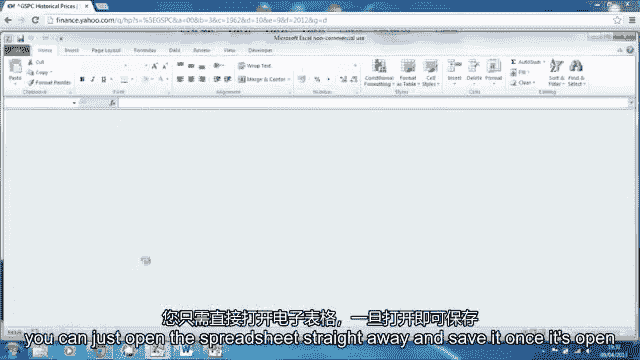 ^GSPC Historical Prices |
finance.yahoo.com/q/hp?s=%5EGSPC&a=00&b=3&c=1962&d=10&e=9&f=2012&g=d
Microsoft Excel non-commercial use
Home Insert Page Layout Formulas Data Review View Developer
Cut
Copy
Format Painter
Paste
Wrap Text
Merge & Center
Conditional Formatting
Format as Table
Cell Styles
Insert Delete Format
AutoSum
Fill
Clear
Sort & Filter
Find & Select
Clipboard Font Alignment Number Styles Cells Editing
您只需直接打开电子表格，一旦打开即可保存
you can just open the spreadsheet straight away and save it once it's open